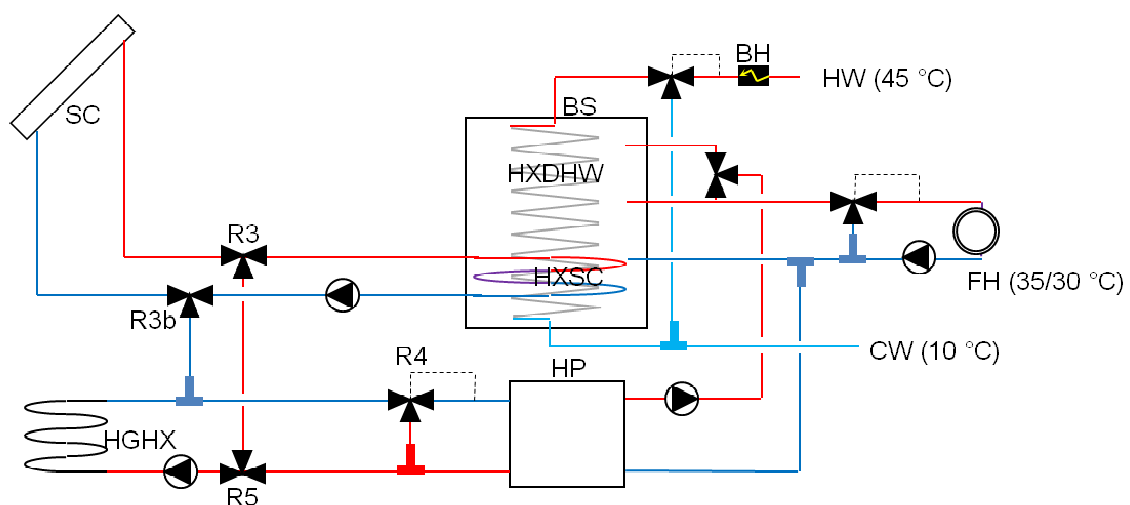 BH
HW (45 °C)
SC
BS
HXDHW
R3
HXSC
FH (35/30 °C)
R3b
R4
HP
CW (10 °C)
HGHX
R5